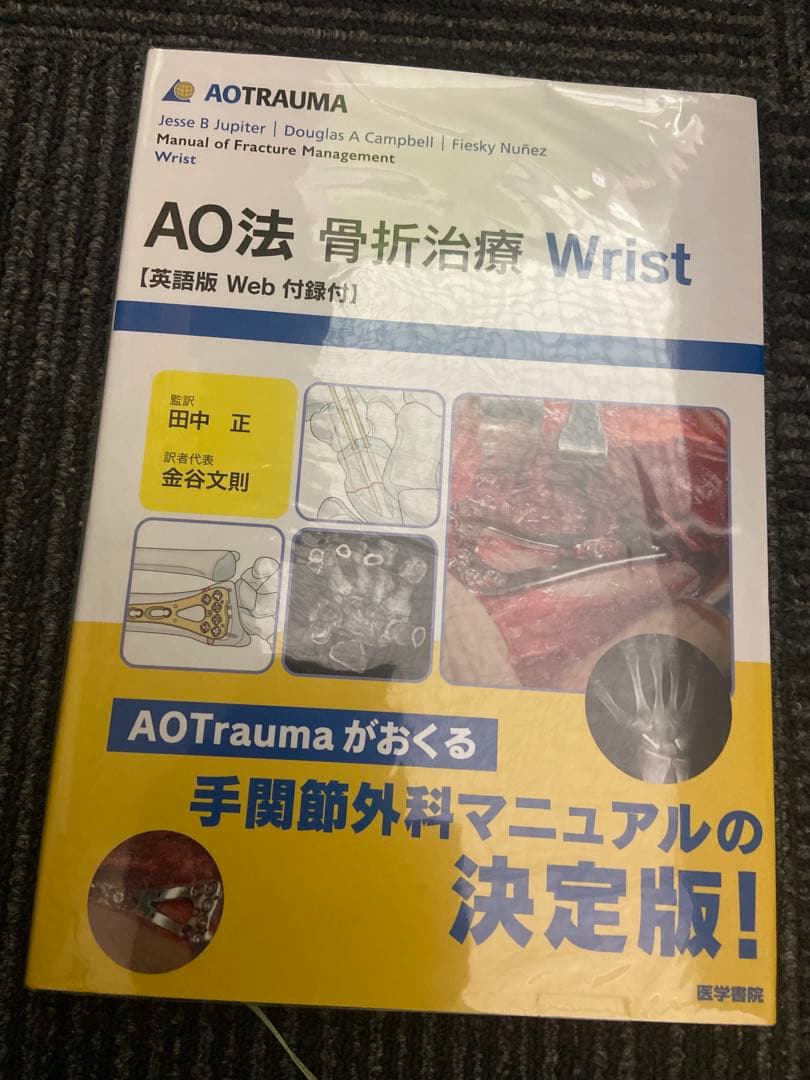 AOTRAUMA
Jesse B Jupiter | Douglas A Campbell | Fiesky Nuñez
Manual of Fracture Management
Wrist
AO法 骨折治療 Wrist
【英語版 Web 付録付】
監訳
田中 正
訳者代表
金谷文則
AOTraumaがおくる
手関節外科マニュアルの
決定版!
医学書院